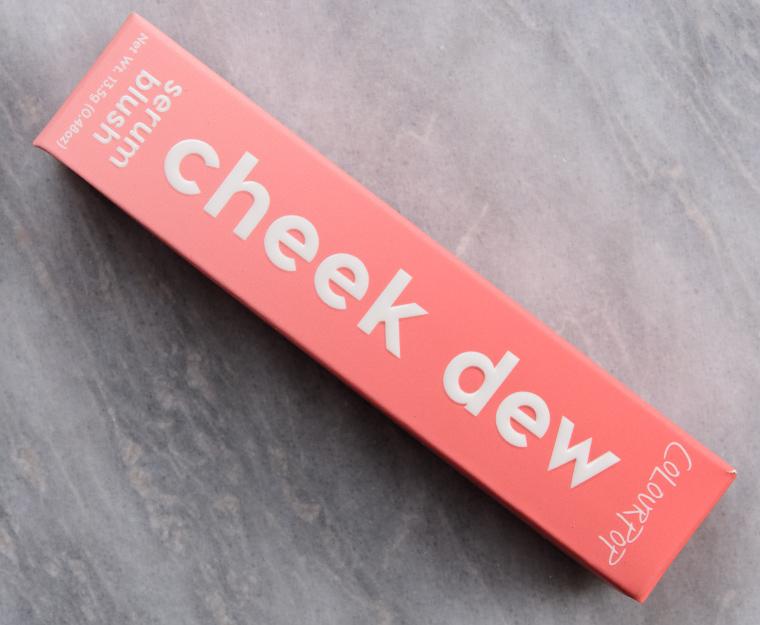 cheek dew
serum
blush
Net Wt. 13.5g (0.48oz)
COLOURPOP